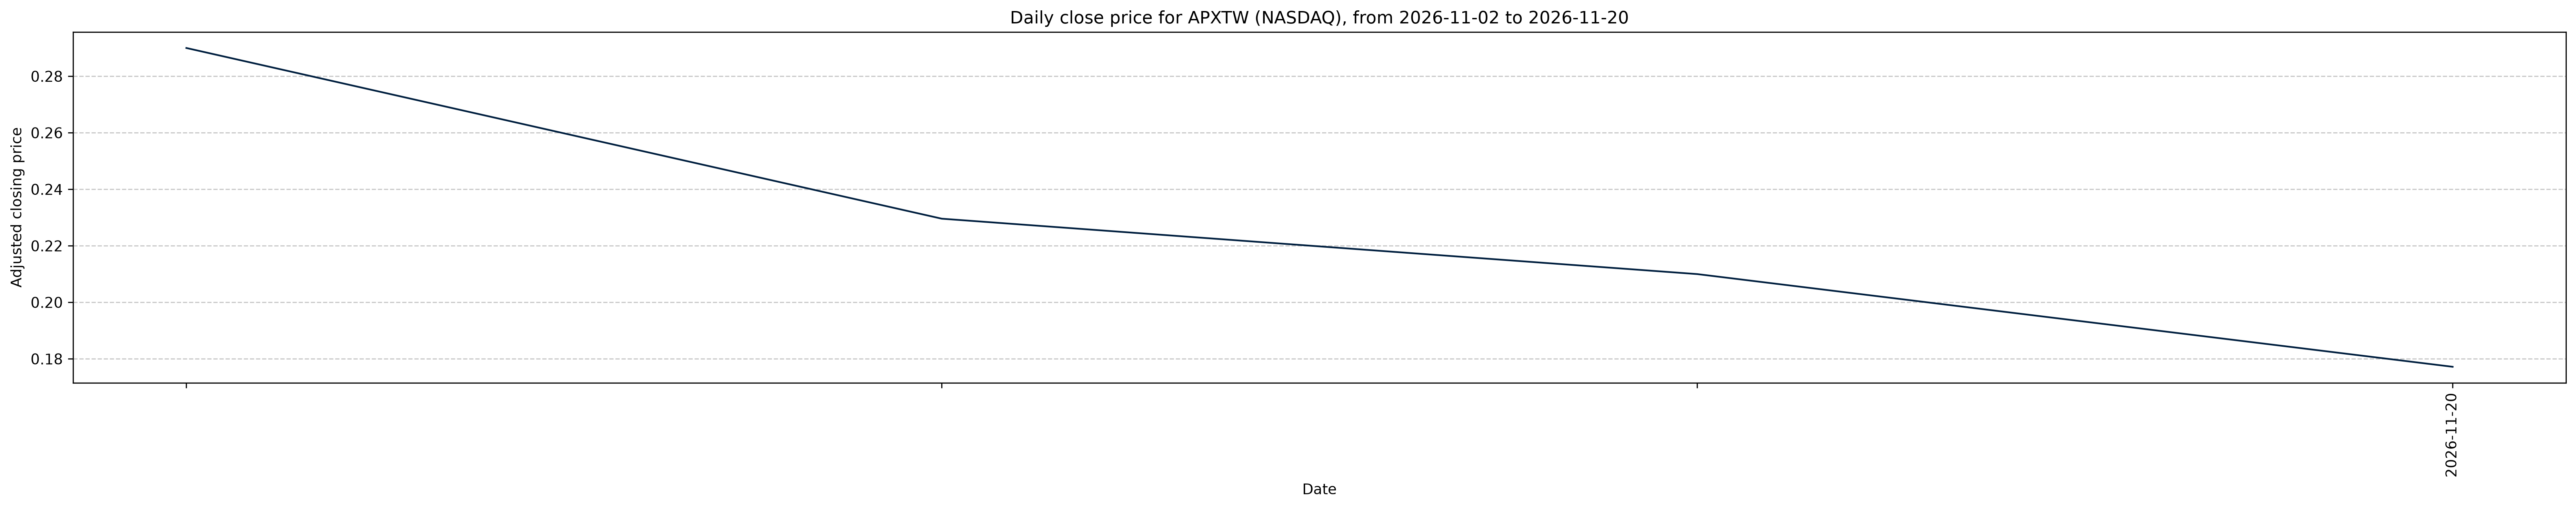 Daily close price for APXTW (NASDAQ), from 2026-11-02 to 2026-11-20
Adjusted closing price
0.28
0.26
0.24
0.22
0.20
0.18
2026-11-20
Date